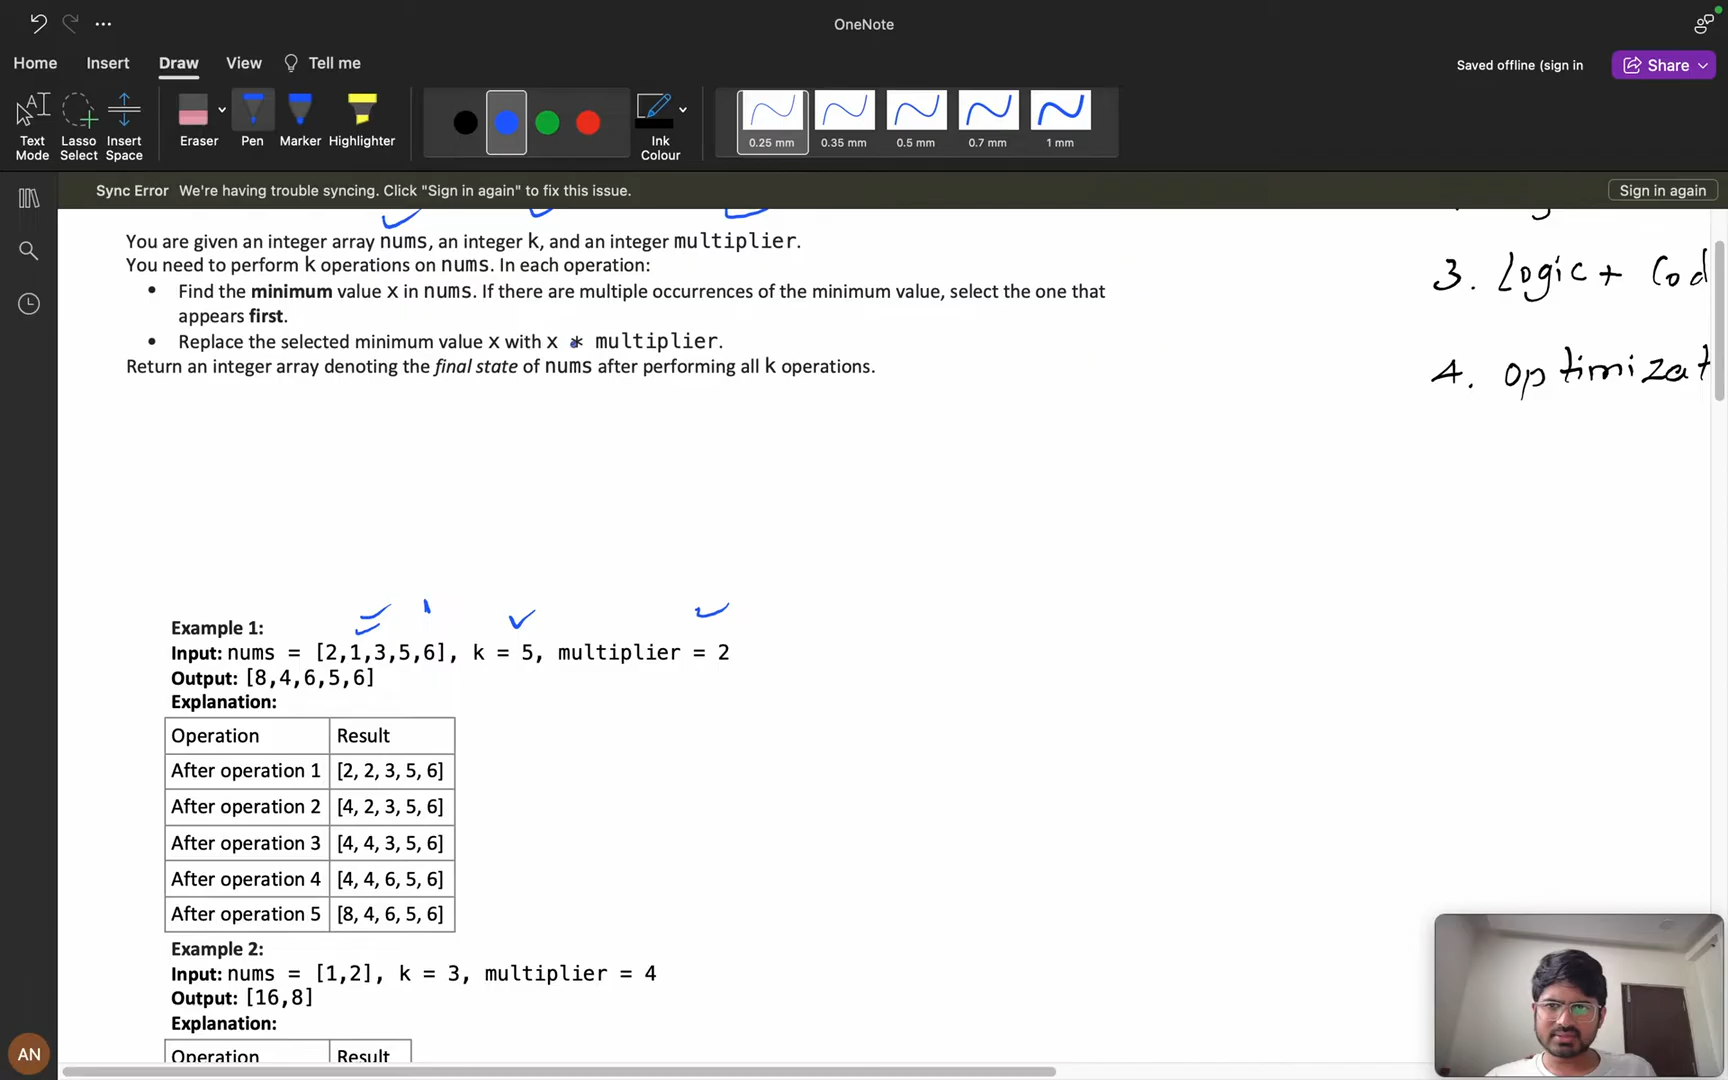 OneNote
Home Insert Draw View Tell me
Saved offline (sign in
Share
Text Mode
Lasso Select
Insert Space
Eraser
Pen
Marker
Highlighter
Ink Colour
0.25 mm
0.35 mm
0.5 mm
0.7 mm
1 mm
Sync Error We're having trouble syncing. Click "Sign in again" to fix this issue.
Sign in again
You are given an integer array nums, an integer k, and an integer multiplier.
You need to perform k operations on nums. In each operation:
• Find the minimum value x in nums. If there are multiple occurrences of the minimum value, select the one that
appears first.
• Replace the selected minimum value x with x * multiplier.
Return an integer array denoting the final state of nums after performing all k operations.
3. Logic + Cod
4. optimizat
Example 1:
Input: nums = [2,1,3,5,6], k = 5, multiplier = 2
Output: [8,4,6,5,6]
Explanation:
Operation Result
After operation 1 [2, 2, 3, 5, 6]
After operation 2 [4, 2, 3, 5, 6]
After operation 3 [4, 4, 3, 5, 6]
After operation 4 [4, 4, 6, 5, 6]
After operation 5 [8, 4, 6, 5, 6]
Example 2:
Input: nums = [1,2], k = 3, multiplier = 4
Output: [16,8]
Explanation:
Operation Result
AN